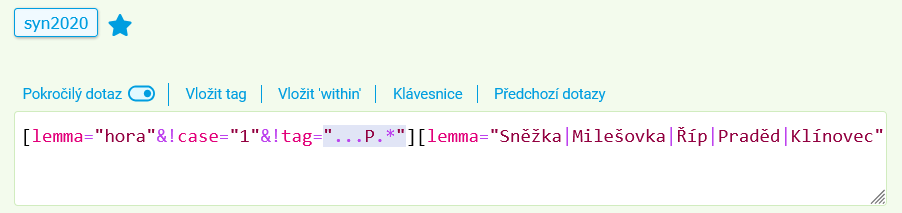 syn2020
Pokročilý dotaz Vložit tag Vložit 'within' Klávesnice Předchozí dotazy
[lemma="hora"&!case="1"&!tag="...P.*"][lemma="Sněžka|Milešovka|Říp|Praděd|Klínovec"